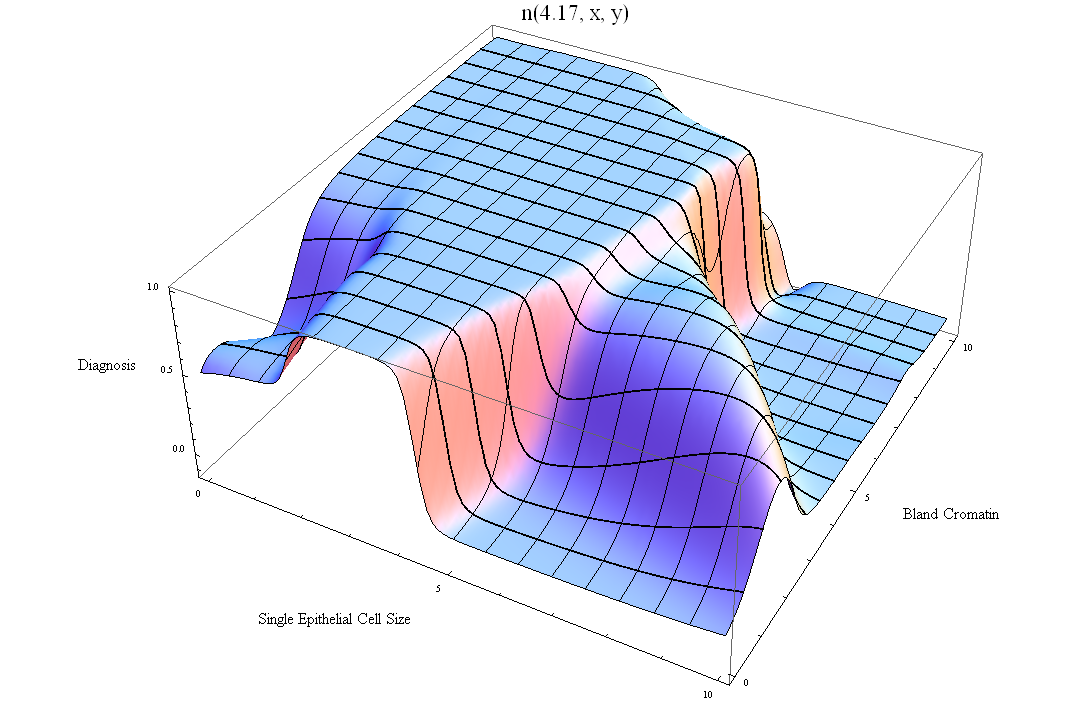 n(4.17, x, y)
1.0
Diagnosis
0.5
0.0
0
5
10
Single Epithelial Cell Size
0
5
10
Bland Cromatin